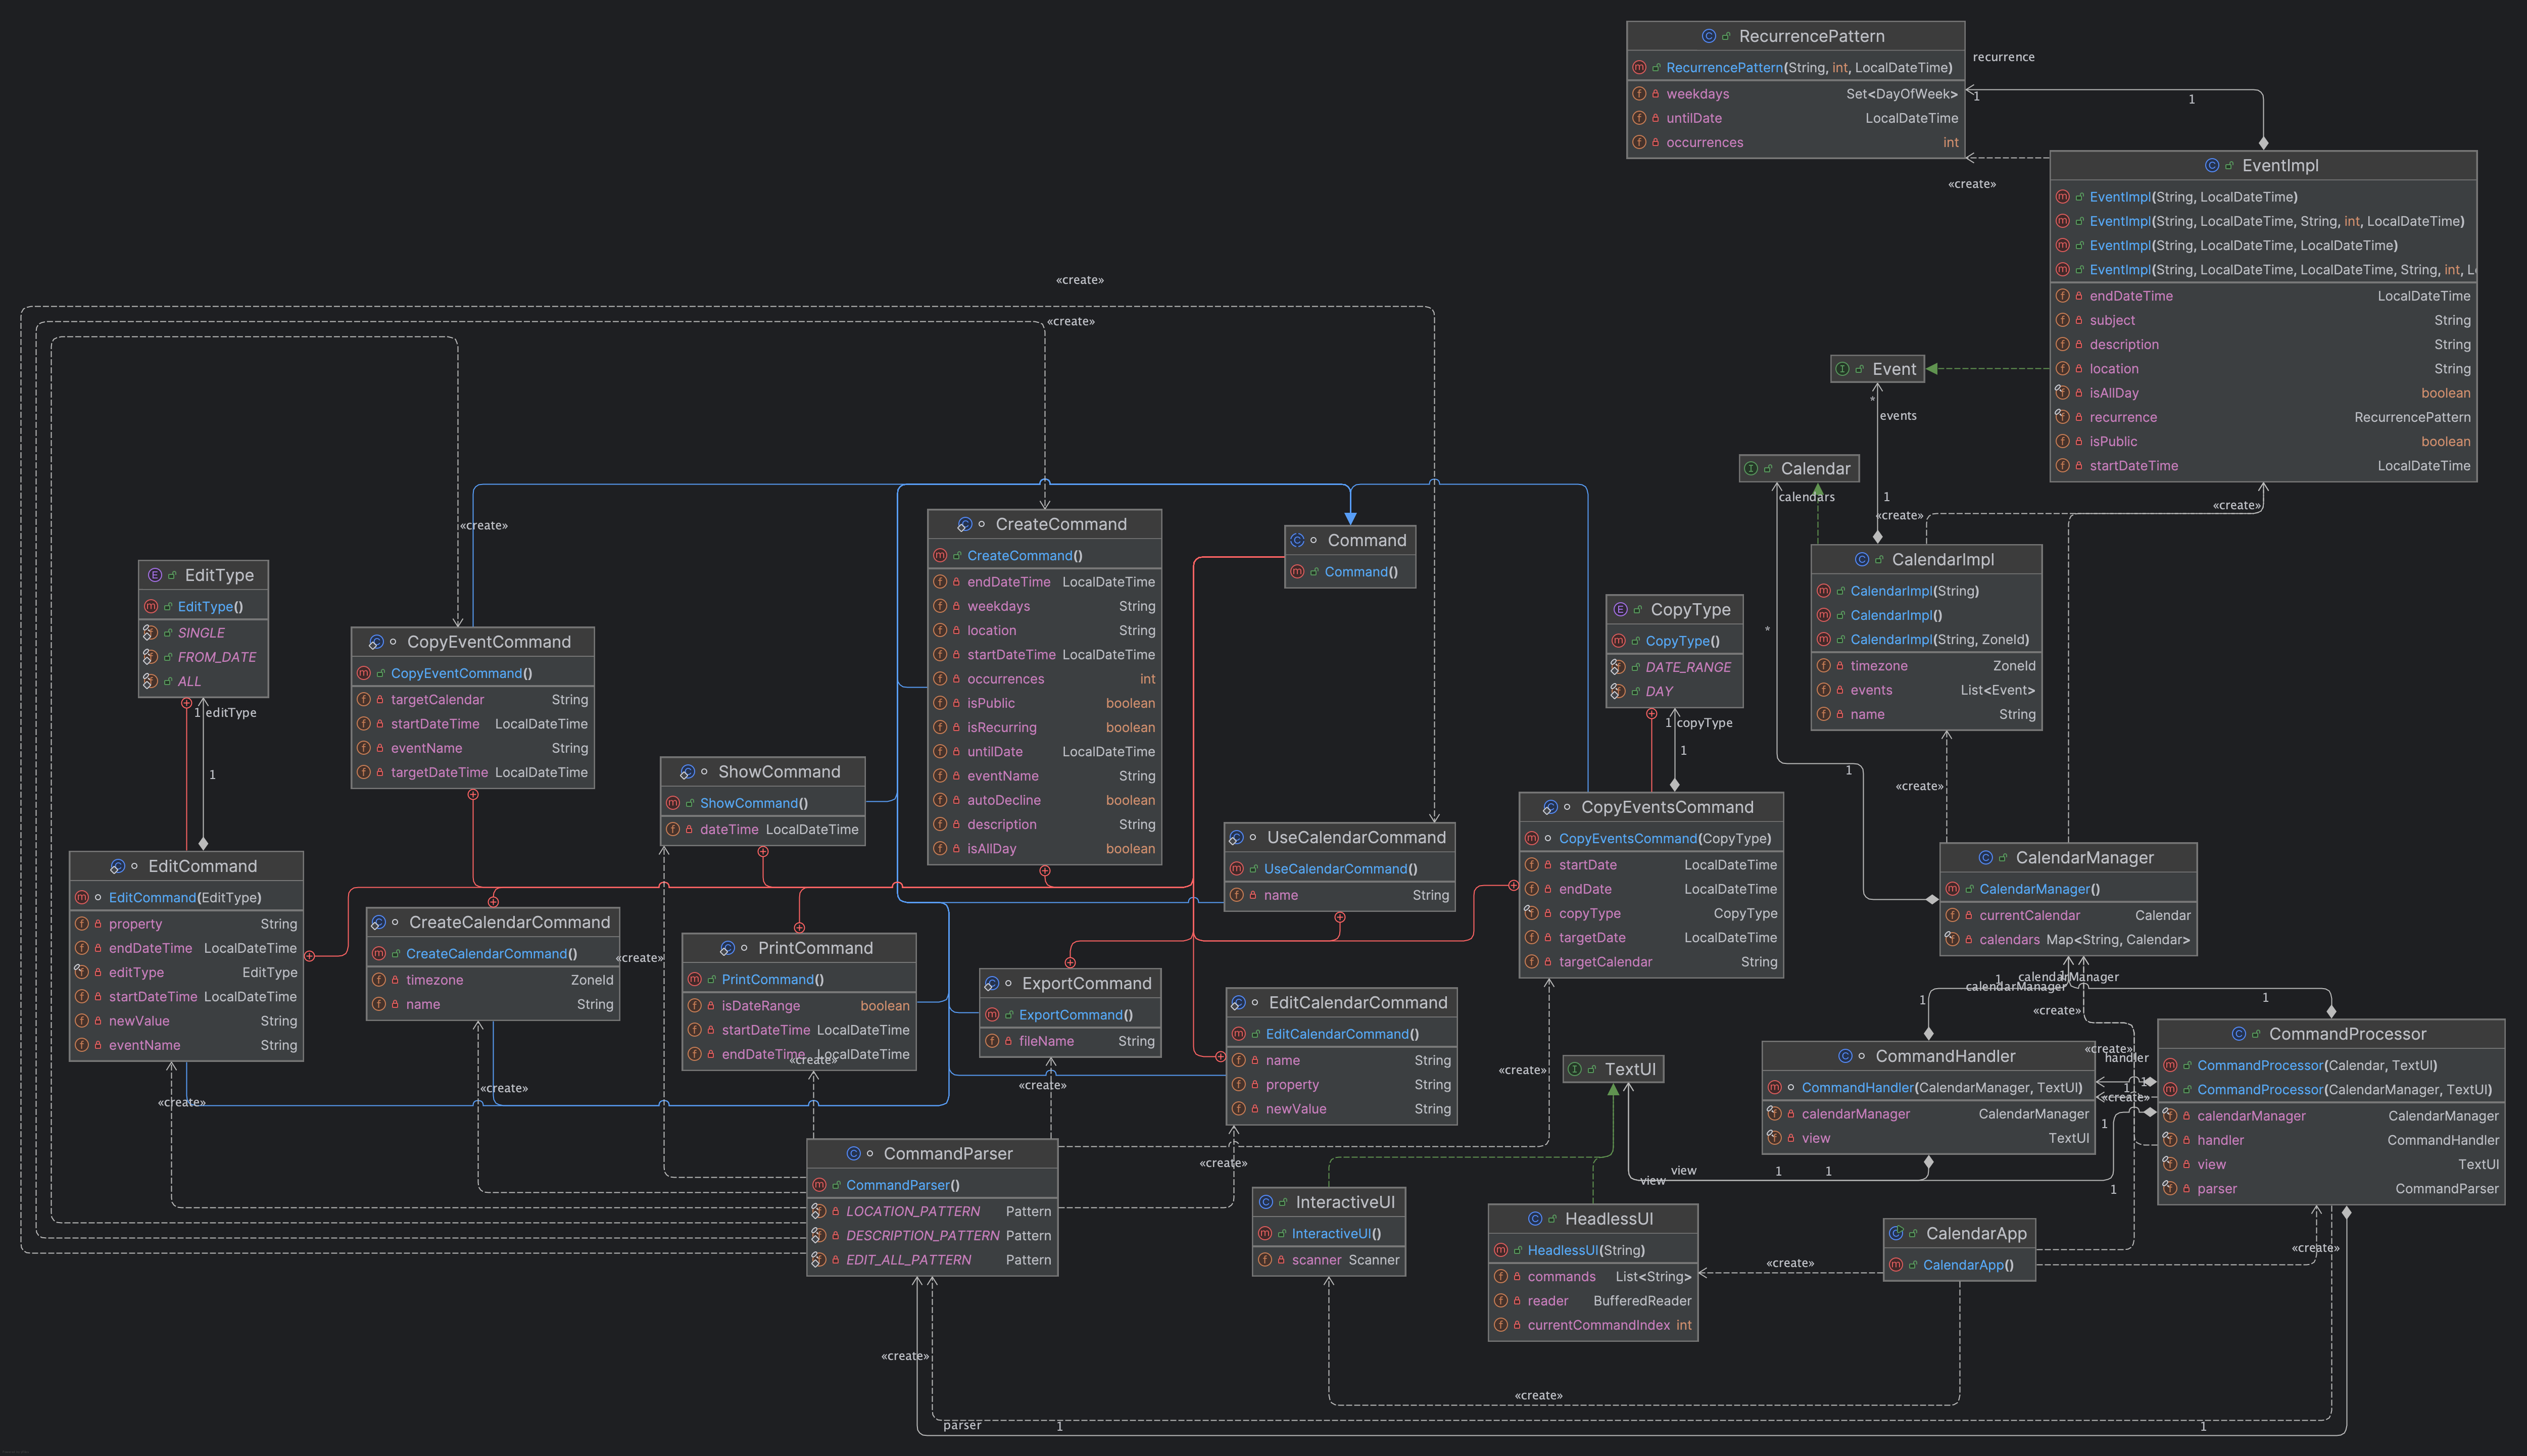 RecurrencePattern
RecurrencePattern(String, int, LocalDateTime)
weekdays Set<DayOfWeek>
untilDate LocalDateTime
occurrences int
recurrence
1
1
«create»
EventImpl
EventImpl(String, LocalDateTime)
EventImpl(String, LocalDateTime, String, int, LocalDateTime)
EventImpl(String, LocalDateTime, LocalDateTime)
EventImpl(String, LocalDateTime, LocalDateTime, String, int, L
endDateTime LocalDateTime
subject String
description String
location String
isAllDay boolean
recurrence RecurrencePattern
isPublic boolean
startDateTime LocalDateTime
«create»
«create»
«create»
Event
*
events
1
Calendar
calendars
«create»
«create»
*
1
CalendarImpl
CalendarImpl(String)
CalendarImpl()
CalendarImpl(String, ZoneId)
timezone ZoneId
events List<Event>
name String
«create»
EditType
EditType()
SINGLE
FROM_DATE
ALL
1 editType
1
CopyEventCommand
CopyEventCommand()
targetCalendar String
startDateTime LocalDateTime
eventName String
targetDateTime LocalDateTime
CreateCommand
CreateCommand()
endDateTime LocalDateTime
weekdays String
location String
startDateTime LocalDateTime
occurrences int
isPublic boolean
isRecurring boolean
untilDate LocalDateTime
eventName String
autoDecline boolean
description String
isAllDay boolean
Command
Command()
CopyType
CopyType()
DATE_RANGE
DAY
1 copyType
1
ShowCommand
ShowCommand()
dateTime LocalDateTime
UseCalendarCommand
UseCalendarCommand()
name String
CopyEventsCommand
CopyEventsCommand(CopyType)
startDate LocalDateTime
endDate LocalDateTime
copyType CopyType
targetDate LocalDateTime
targetCalendar String
CalendarManager
CalendarManager()
currentCalendar Calendar
calendars Map<String, Calendar>
«create»
EditCommand
EditCommand(EditType)
property String
endDateTime LocalDateTime
editType EditType
startDateTime LocalDateTime
newValue String
eventName String
«create»
CreateCalendarCommand
CreateCalendarCommand()
timezone ZoneId
name String
«create»
«create»
PrintCommand
PrintCommand()
isDateRange boolean
startDateTime LocalDateTime
endDateTime LocalDateTime
«create»
ExportCommand
ExportCommand()
fileName String
«create»
EditCalendarCommand
EditCalendarCommand()
name String
property String
newValue String
«create»
«create»
TextUI
1
calendarManager
1
calendarManager
1
1
«create»
CommandHandler
CommandHandler(CalendarManager, TextUI)
calendarManager CalendarManager
view TextUI
«create»
handler
1
1
«create»
1
CommandProcessor
CommandProcessor(Calendar, TextUI)
CommandProcessor(CalendarManager, TextUI)
calendarManager CalendarManager
handler CommandHandler
view TextUI
parser CommandParser
view
view
1
1
1
CommandParser
CommandParser()
LOCATION_PATTERN Pattern
DESCRIPTION_PATTERN Pattern
EDIT_ALL_PATTERN Pattern
InteractiveUI
InteractiveUI()
scanner Scanner
HeadlessUI
HeadlessUI(String)
commands List<String>
reader BufferedReader
currentCommandIndex int
CalendarApp
CalendarApp()
«create»
«create»
«create»
«create»
parser
1
1